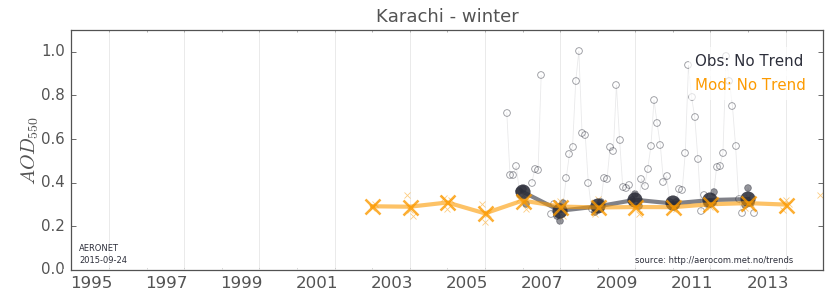 Karachi - winter
1.0
0.8
0.6
0.4
0.2
0.0
AOD550
Obs: No Trend
Mod: No Trend
AERONET
2015-09-24
source: http://aerocom.met.no/trends
1995 1997 1999 2001 2003 2005 2007 2009 2011 2013